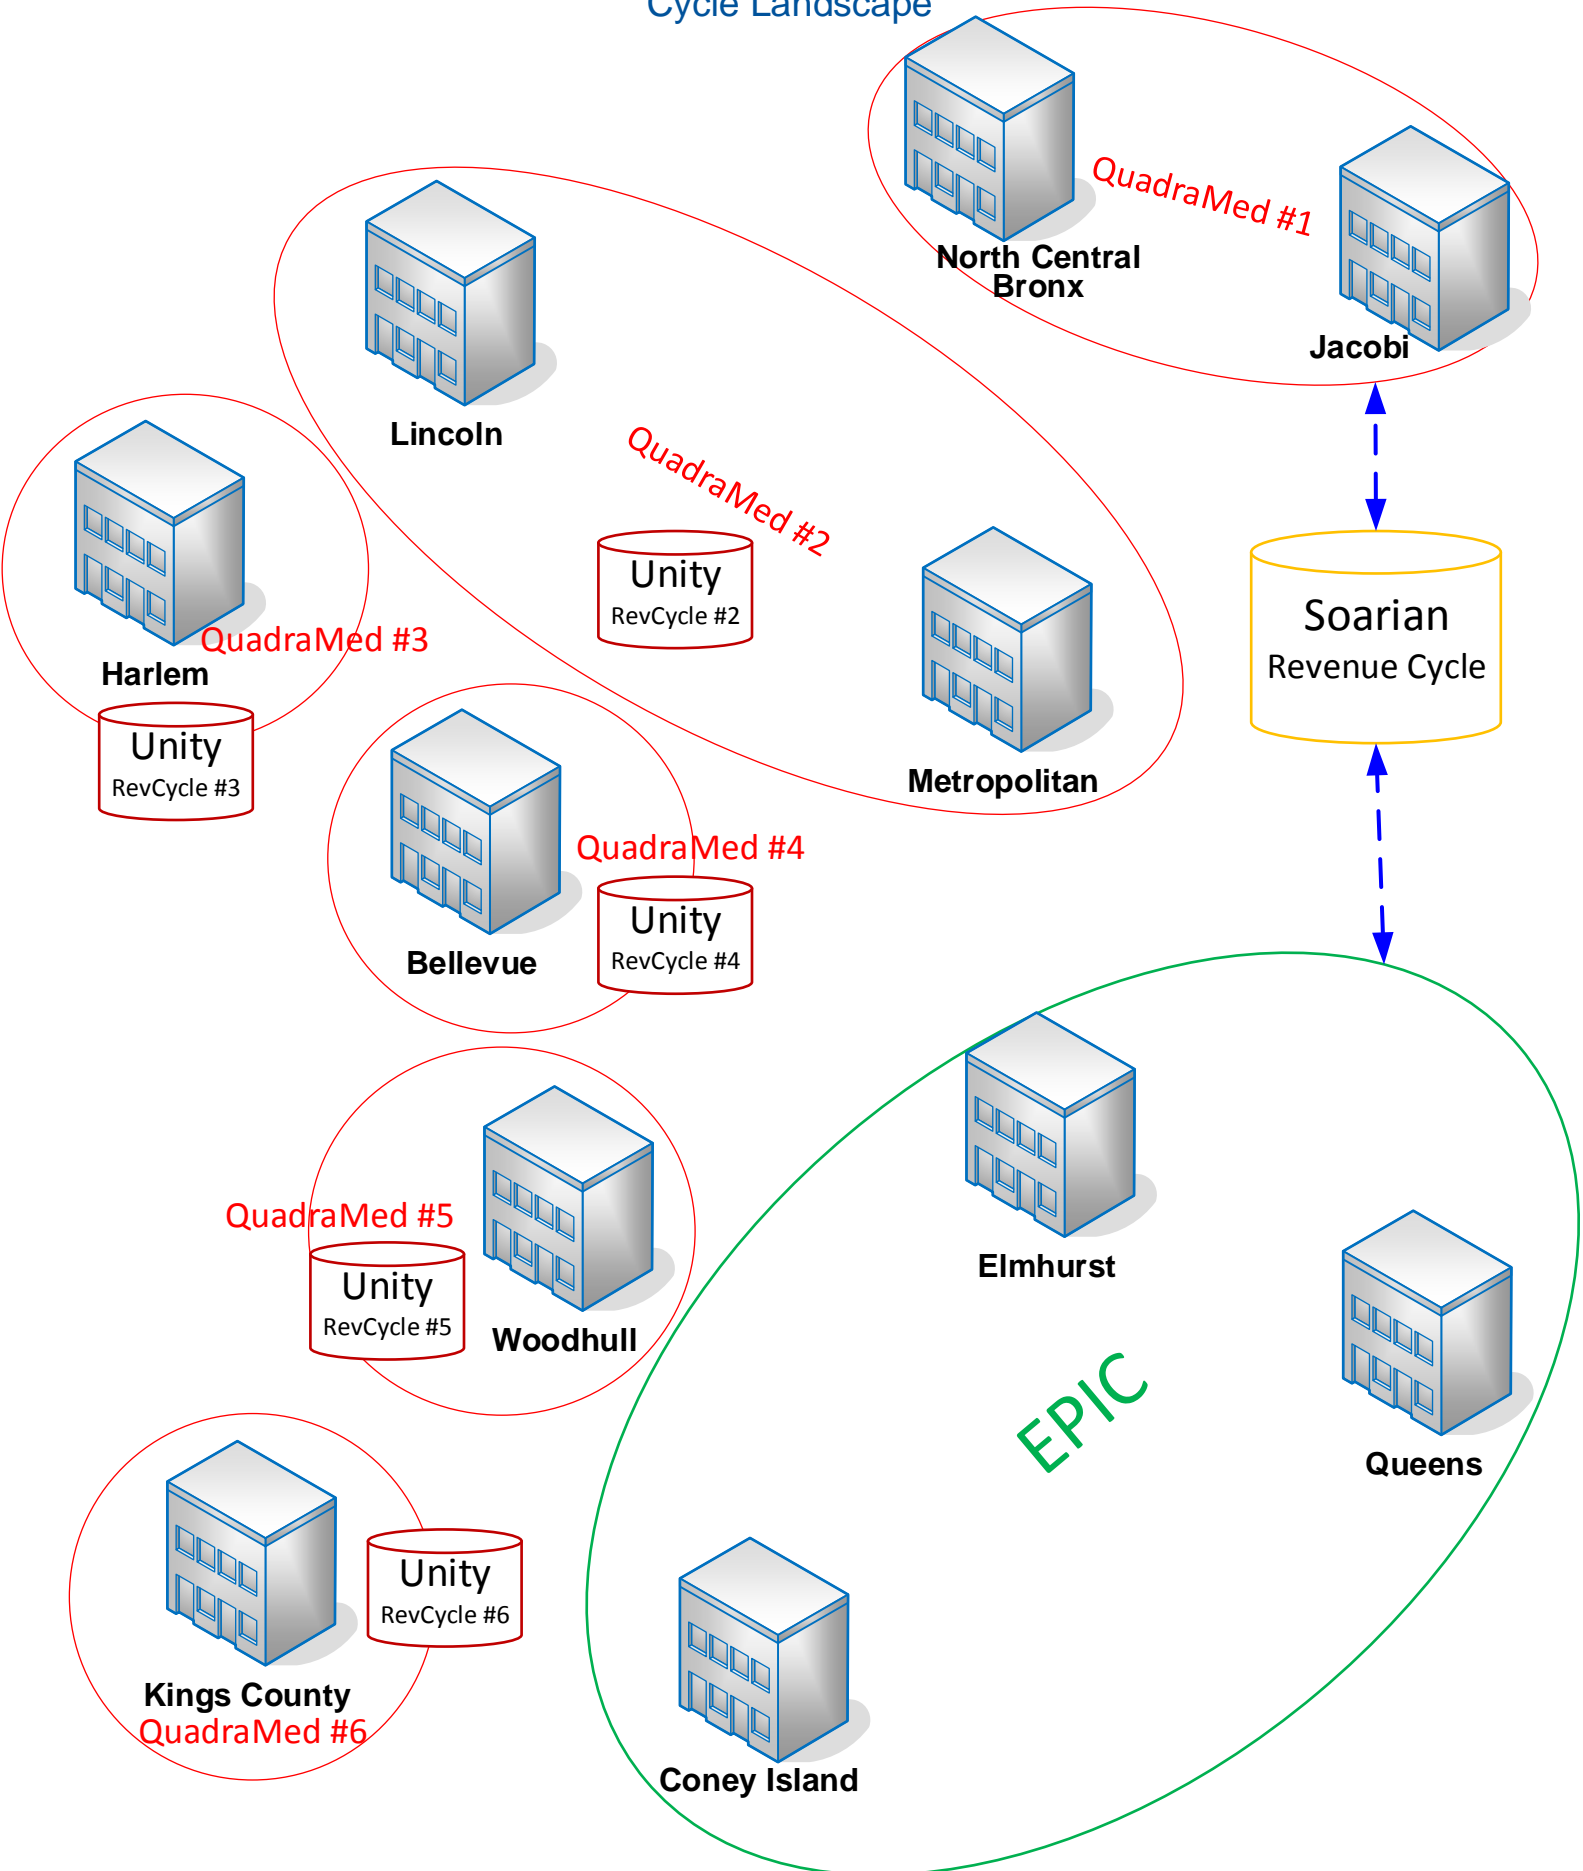 Cycle Landscape
QuadraMed #1
North Central
Bronx
Jacobi
Lincoln
QuadraMed #2
Unity
RevCycle #2
Metropolitan
Soarian
Revenue Cycle
QuadraMed #3
Harlem
Unity
RevCycle #3
QuadraMed #4
Unity
RevCycle #4
Bellevue
QuadraMed #5
Unity
RevCycle #5
Woodhull
Elmhurst
EPIC
Queens
Unity
RevCycle #6
Kings County
QuadraMed #6
Coney Island